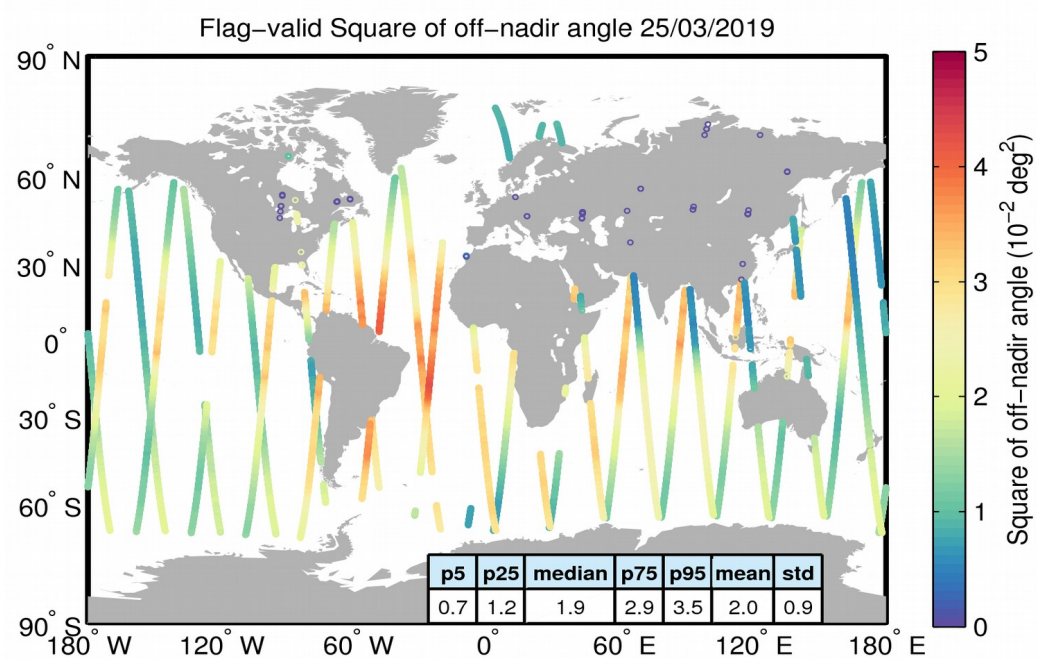 Flag−valid Square of off−nadir angle 25/03/2019
90° N
60° N
30° N
0°
30° S
60° S
90° S
180° W 120° W 60° W 0° 60° E 120° E 180° E
p5 p25 median p75 p95 mean std
0.7 1.2 1.9 2.9 3.5 2.0 0.9
5
4
3
2
1
0
Square of off−nadir angle (10⁻² deg²)